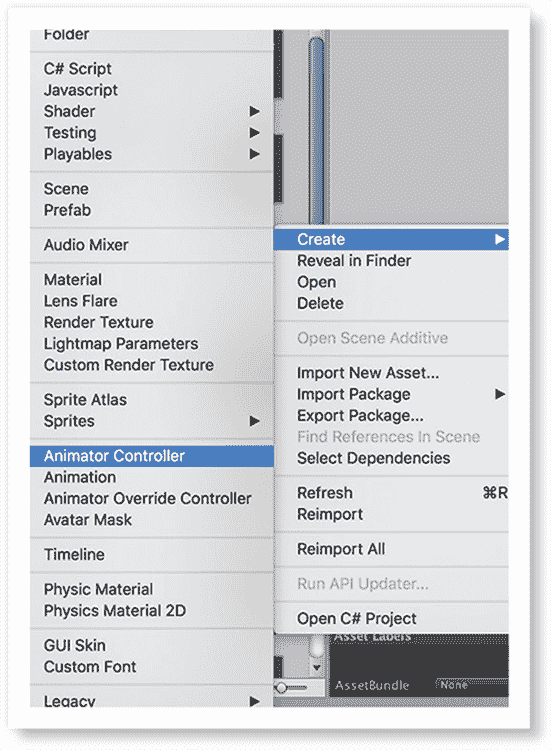 Folder
C# Script
Javascript
Shader
Testing
Playables
Scene
Prefab
Audio Mixer
Material
Lens Flare
Render Texture
Lightmap Parameters
Custom Render Texture
Sprite Atlas
Sprites
Animator Controller
Animation
Animator Override Controller
Avatar Mask
Timeline
Physic Material
Physics Material 2D
GUI Skin
Custom Font
Legacy
Create
Reveal in Finder
Open
Delete
Open Scene Additive
Import New Asset...
Import Package
Export Package...
Find References In Scene
Select Dependencies
Refresh ⌘R
Reimport
Reimport All
Run API Updater...
Open C# Project
Asset Labels
AssetBundle None